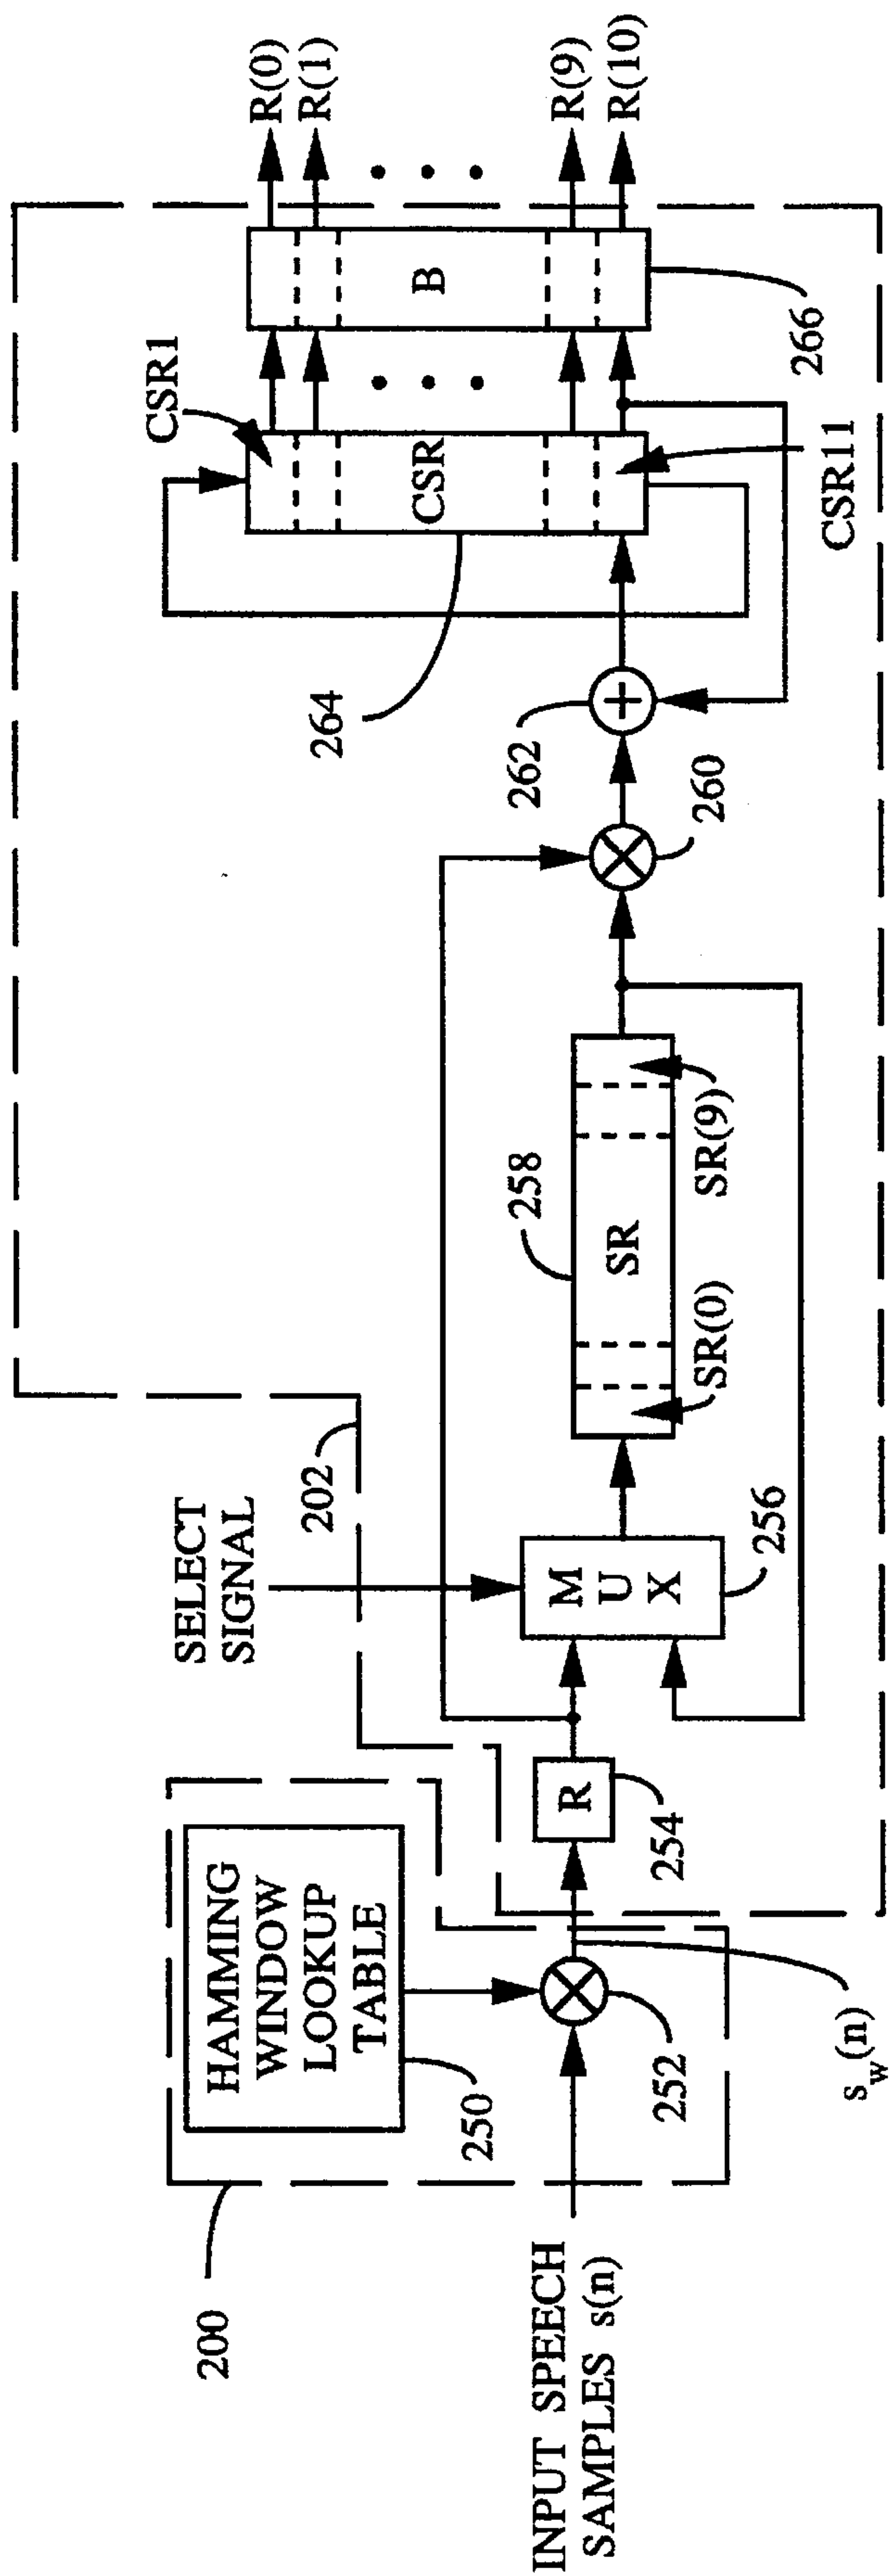 INPUT SPEECH
SAMPLES s(n)
200
HAMMING
WINDOW
LOOKUP
TABLE
250
252
s_w(n)
R
254
SELECT
SIGNAL
202
M
U
X
256
SR
258
SR(0)
SR(9)
260
262
264
CSR
CSR1
CSR11
B
266
R(0)
R(1)
R(9)
R(10)